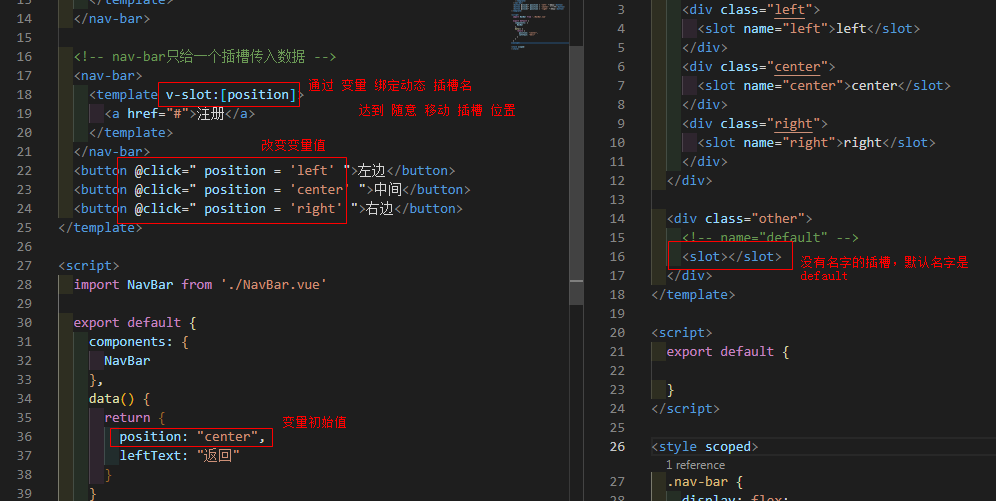 13 </template>
14 </nav-bar>
15
16 <!-- nav-bar只给一个插槽传入数据 -->
17 <nav-bar>
18 <template v-slot:[position]>
通过 变量 绑定动态 插槽名
19 <a href="#">注册</a>
达到 随意 移动 插槽 位置
20 </template>
21 </nav-bar>
改变变量值
22 <button @click=" position = 'left' ">左边</button>
23 <button @click=" position = 'center' ">中间</button>
24 <button @click=" position = 'right' ">右边</button>
25 </template>
26
27 <script>
28 import NavBar from './NavBar.vue'
29
30 export default {
31 components: {
32 NavBar
33 },
34 data() {
35 return {
36 position: "center",
变量初始值
37 leftText: "返回"
38 }
39 }
3 <div class="left">
4 <slot name="left">left</slot>
5 </div>
6 <div class="center">
7 <slot name="center">center</slot>
8 </div>
9 <div class="right">
10 <slot name="right">right</slot>
11 </div>
12 </div>
13
14 <div class="other">
15 <!-- name="default" -->
16 <slot></slot>
没有名字的插槽，默认名字是
default
17 </div>
18 </template>
19
20 <script>
21 export default {
22
23 }
24 </script>
25
26 <style scoped>
1 reference
27 .nav-bar {
28 display: flex;